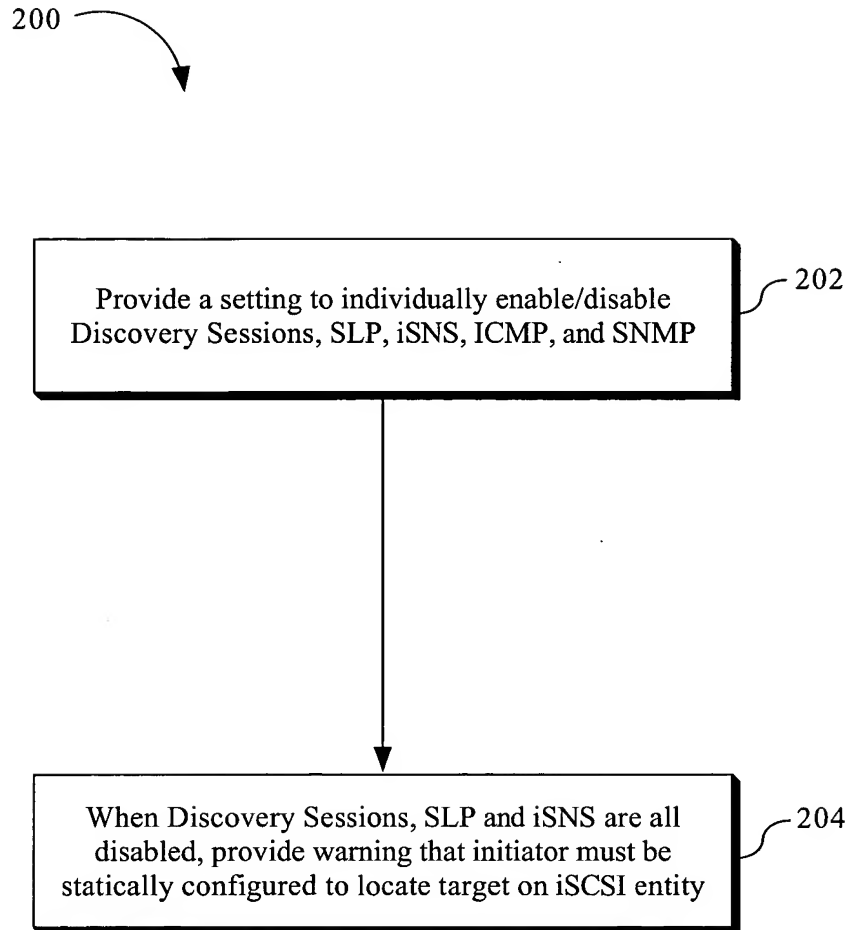 200
Provide a setting to individually enable/disable
Discovery Sessions, SLP, iSNS, ICMP, and SNMP
202
When Discovery Sessions, SLP and iSNS are all
disabled, provide warning that initiator must be
statically configured to locate target on iSCSI entity
204